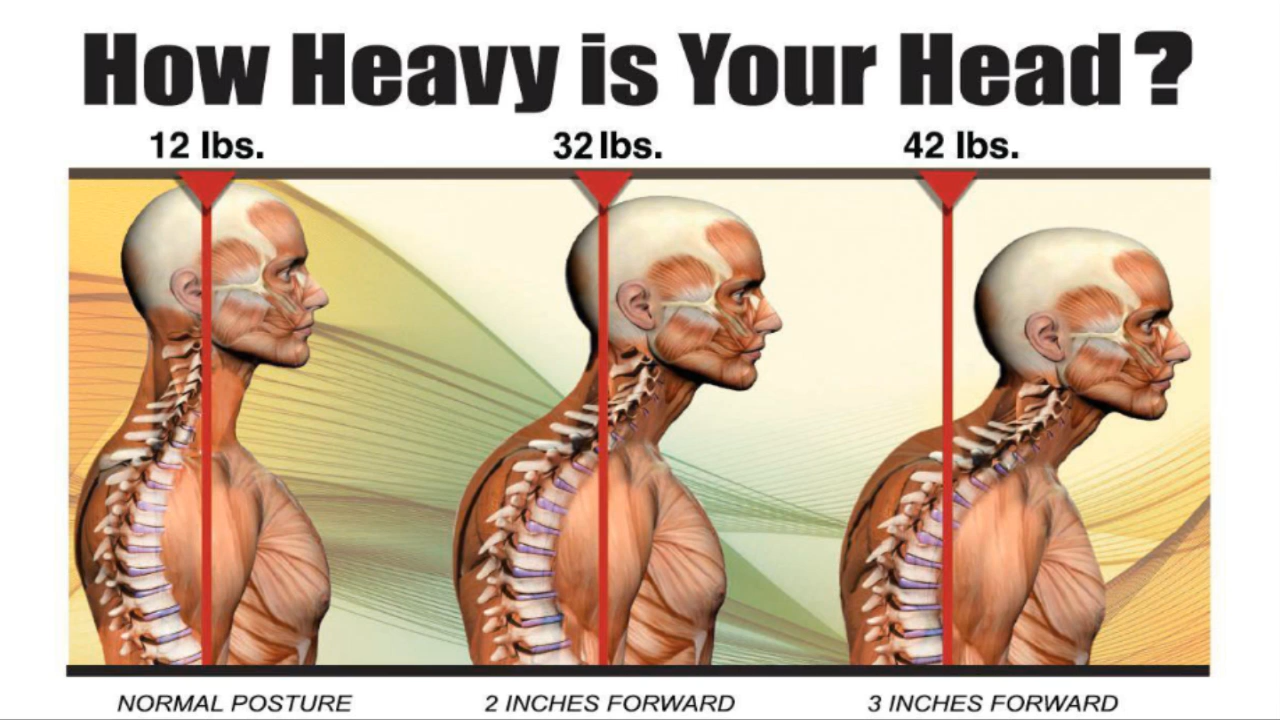 How Heavy is Your Head?
12 lbs. 32 lbs. 42 lbs.
NORMAL POSTURE 2 INCHES FORWARD 3 INCHES FORWARD